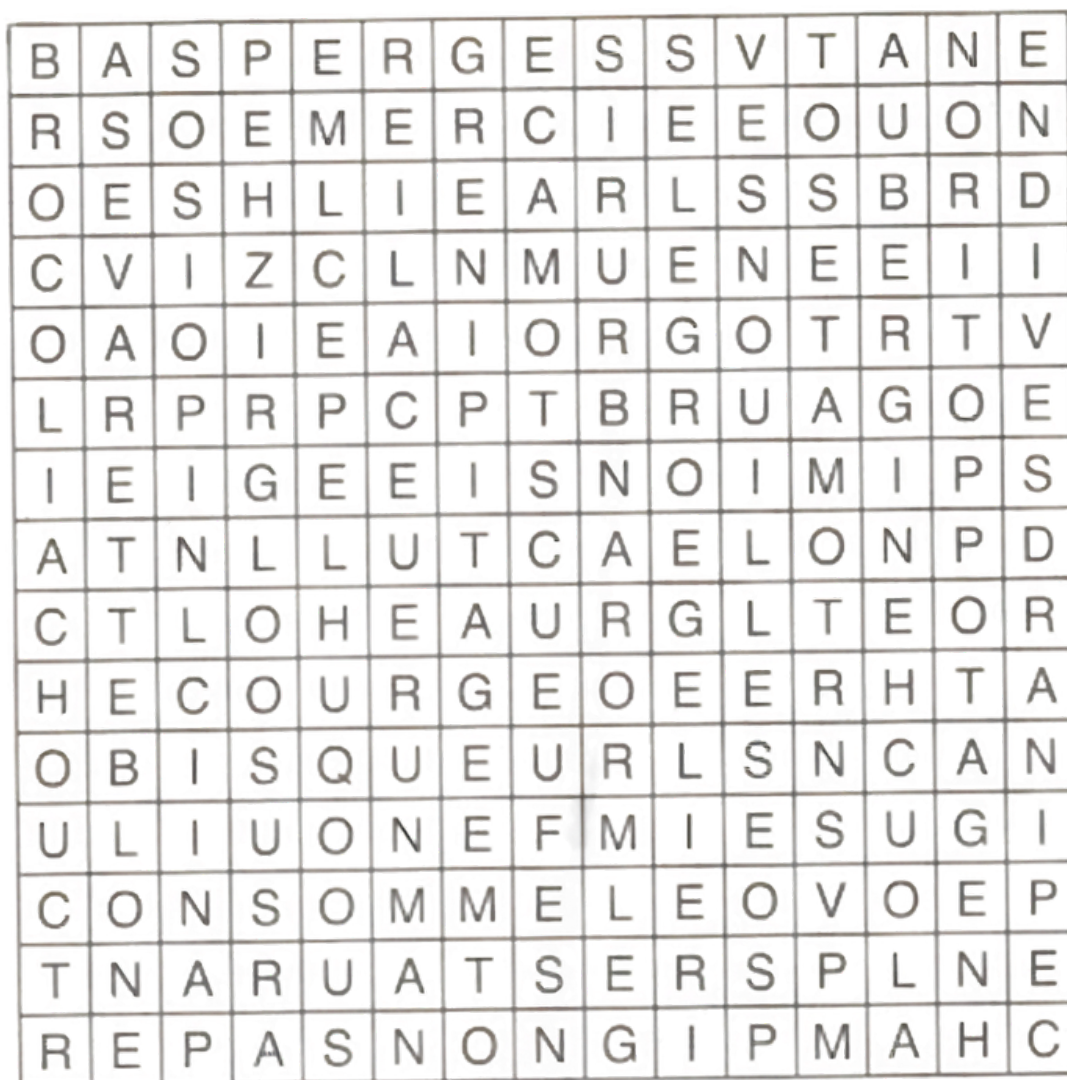 B A S P E R G E S S V T A N E
R S O E M E R C I E E O U O N
O E S H L I E A R L S S B R D
C V I Z C L N M U E N E E I I
O A O I E A I O R G O T R T V
L R P R P C P T B R U A G O E
I E I G E E I S N O I M I P S
A T N L L U T C A E L O N P D
C T L O H E A U R G L T E O R
H E C O U R G E O E E R H T A
O B I S Q U E U R L S N C A N
U L I U O N E F M I E S U G I
C O N S O M M E L E O V O E P
T N A R U A T S E R S P L N E
R E P A S N O N G I P M A H C